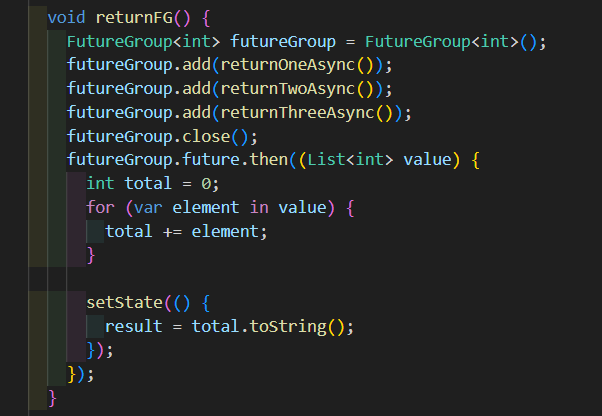 void returnFG() {
FutureGroup<int> futureGroup = FutureGroup<int>();
futureGroup.add(returnOneAsync());
futureGroup.add(returnTwoAsync());
futureGroup.add(returnThreeAsync());
futureGroup.close();
futureGroup.future.then((List<int> value) {
int total = 0;
for (var element in value) {
total += element;
}
setState(() {
result = total.toString();
});
});
}